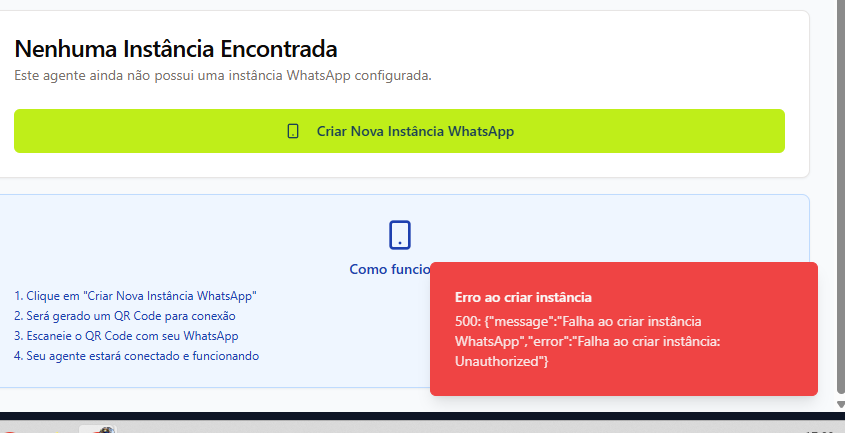 Nenhuma Instância Encontrada
Este agente ainda não possui uma instância WhatsApp configurada.
Criar Nova Instância WhatsApp
Como funcio
1. Clique em "Criar Nova Instância WhatsApp"
2. Será gerado um QR Code para conexão
3. Escaneie o QR Code com seu WhatsApp
4. Seu agente estará conectado e funcionando
Erro ao criar instância
500: {"message":"Falha ao criar instância
WhatsApp","error":"Falha ao criar instância:
Unauthorized"}